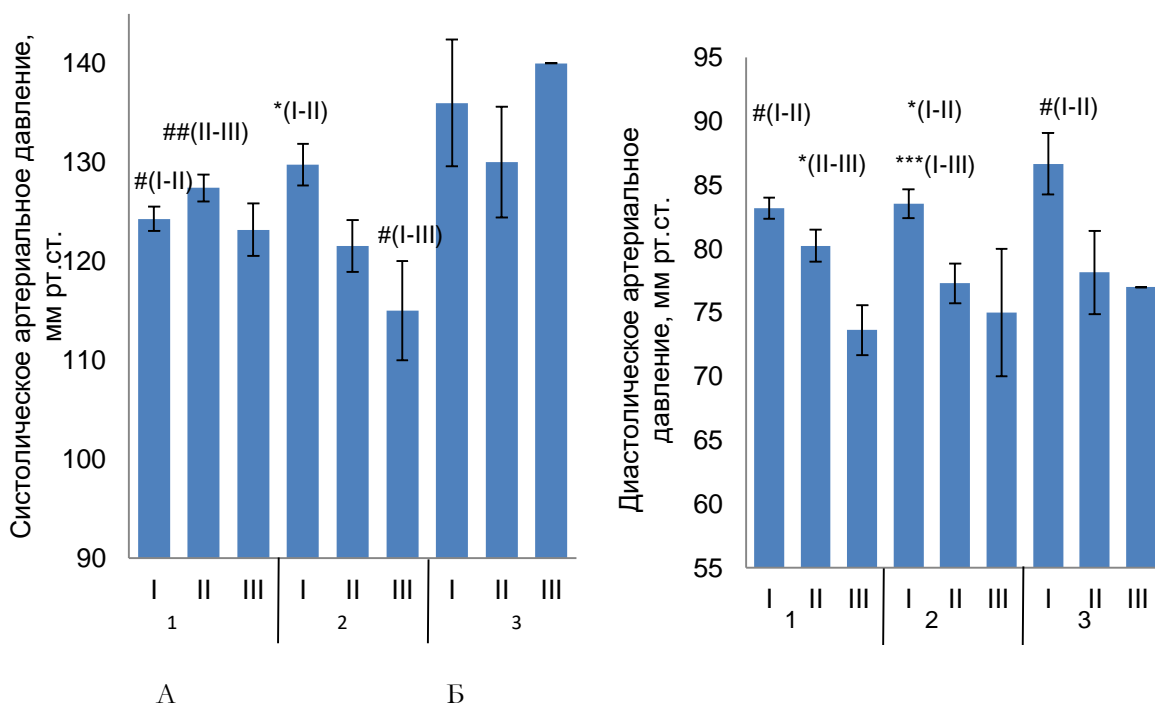 Систолическое артериальное давление,
мм рт.ст.
140
130
120
110
100
90
#(I-II)
##(II-III)
*(I-II)
#(I-III)
I II III I II III I II III
1 2 3
Диастолическое артериальное
давление, мм рт.ст.
95
90
85
80
75
70
65
60
55
#(I-II)
*(II-III)
*(I-II)
***(I-III)
#(I-II)
I II III I II III I II III
1 2 3
А Б